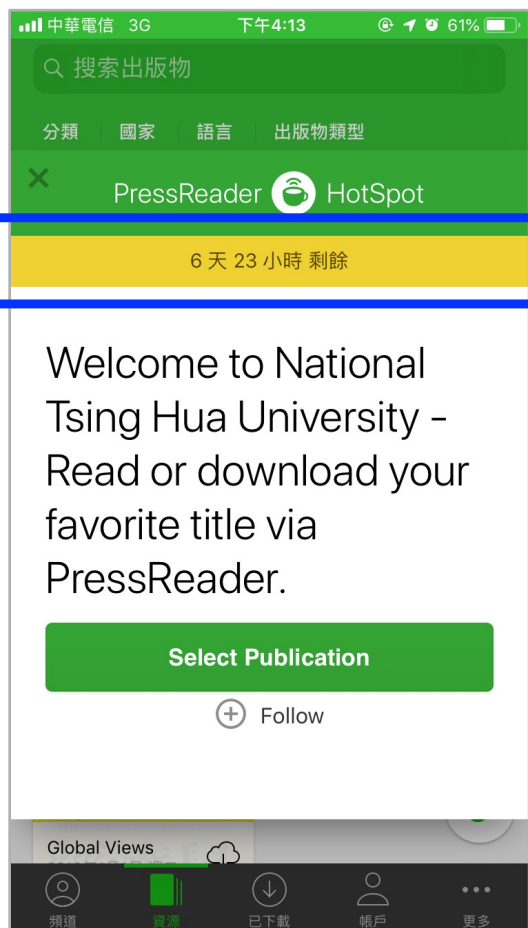 中華電信 3G 下午4:13 61%
搜索出版物
分類 國家 語言 出版物類型
PressReader HotSpot
6 天 23 小時 剩餘
Welcome to National
Tsing Hua University -
Read or download your
favorite title via
PressReader.
Select Publication
Follow
Global Views
頻道 資源 已下載 帳戶 更多